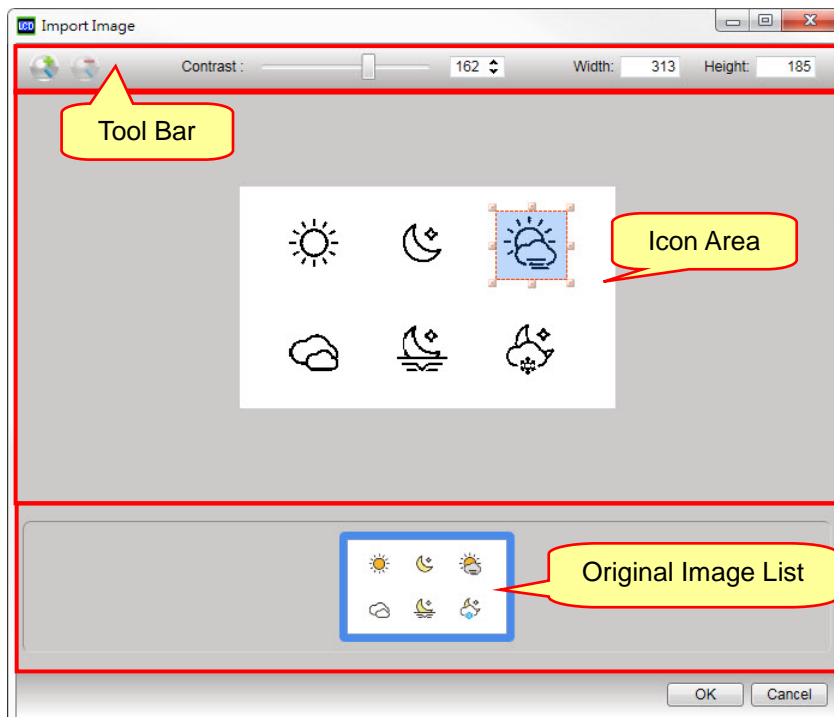 LCD Import Image
Contrast : 162 Width: 313 Height: 185
Tool Bar
Icon Area
Original Image List
OK Cancel